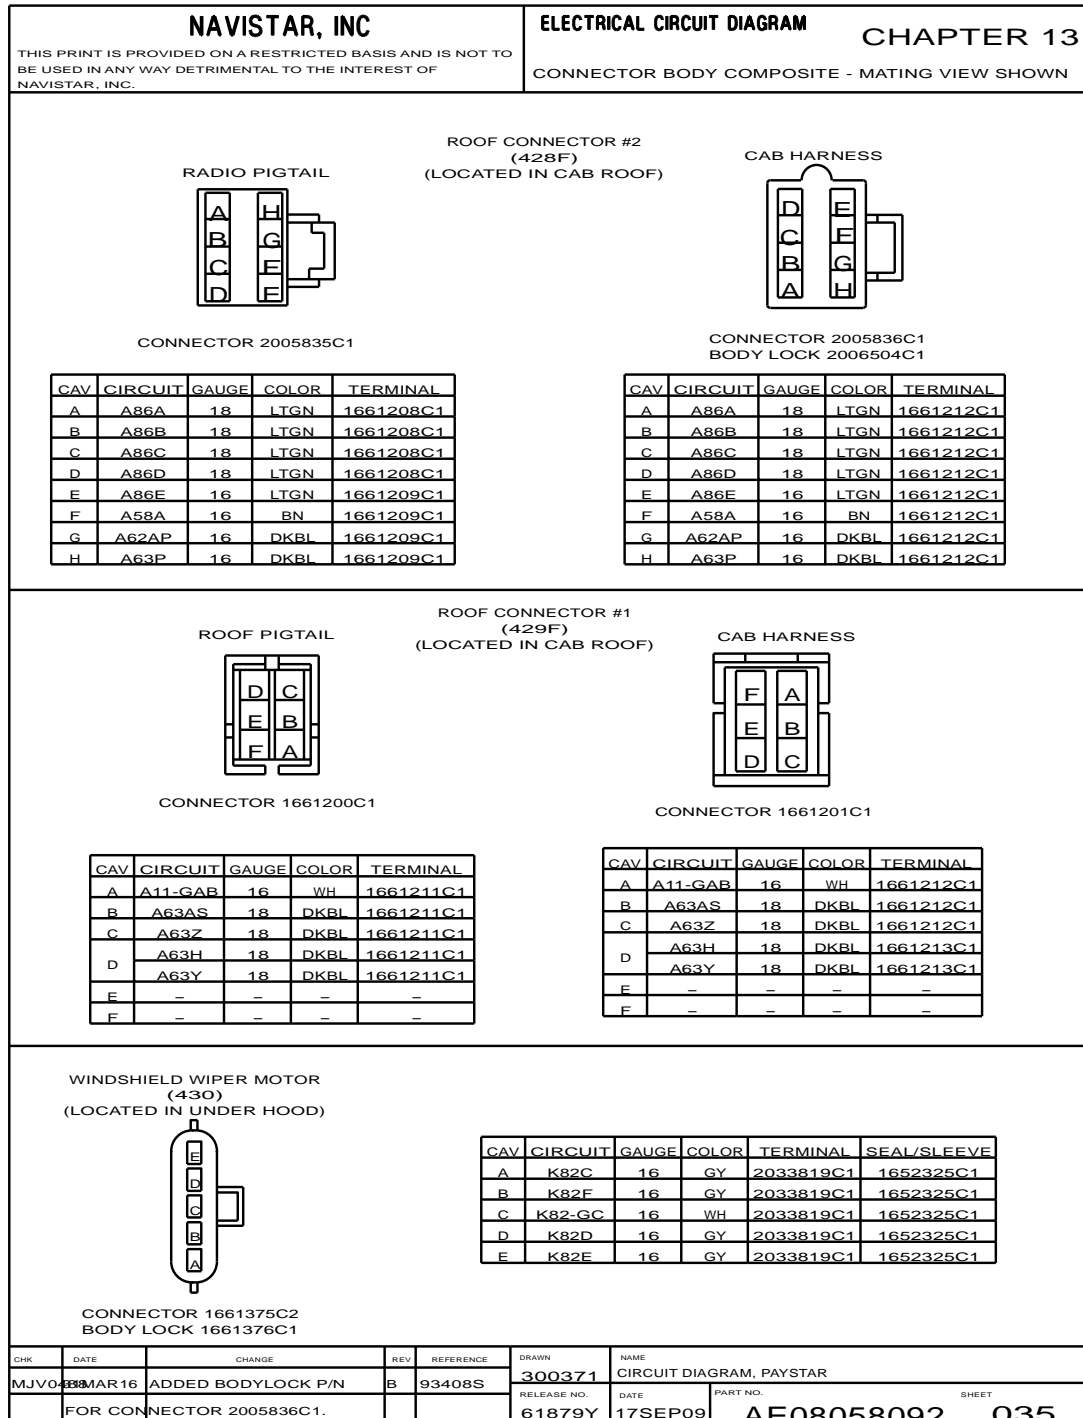 NAVISTAR, INC
THIS PRINT IS PROVIDED ON A RESTRICTED BASIS AND IS NOT TO
BE USED IN ANY WAY DETRIMENTAL TO THE INTEREST OF
NAVISTAR, INC.
ELECTRICAL CIRCUIT DIAGRAM
CHAPTER 13
CONNECTOR BODY COMPOSITE - MATING VIEW SHOWN
ROOF CONNECTOR #2
(428F)
(LOCATED IN CAB ROOF)
RADIO PIGTAIL
A H
B G
C F
D E
CONNECTOR 2005835C1
CAV CIRCUIT GAUGE COLOR TERMINAL
A A86A 18 LTGN 1661208C1
B A86B 18 LTGN 1661208C1
C A86C 18 LTGN 1661208C1
D A86D 18 LTGN 1661208C1
E A86E 16 LTGN 1661209C1
F A58A 16 BN 1661209C1
G A62AP 16 DKBL 1661209C1
H A63P 16 DKBL 1661209C1
CAB HARNESS
D E
C F
B G
A H
CONNECTOR 2005836C1
BODY LOCK 2006504C1
CAV CIRCUIT GAUGE COLOR TERMINAL
A A86A 18 LTGN 1661212C1
B A86B 18 LTGN 1661212C1
C A86C 18 LTGN 1661212C1
D A86D 18 LTGN 1661212C1
E A86E 16 LTGN 1661212C1
F A58A 16 BN 1661212C1
G A62AP 16 DKBL 1661212C1
H A63P 16 DKBL 1661212C1
ROOF CONNECTOR #1
(429F)
(LOCATED IN CAB ROOF)
ROOF PIGTAIL
D C
E B
F A
CONNECTOR 1661200C1
CAV CIRCUIT GAUGE COLOR TERMINAL
A A11-GAB 16 WH 1661211C1
B A63AS 18 DKBL 1661211C1
C A63Z 18 DKBL 1661211C1
D A63H 18 DKBL 1661211C1
A63Y 18 DKBL 1661211C1
E – – – –
F – – – –
CAB HARNESS
F A
E B
D C
CONNECTOR 1661201C1
CAV CIRCUIT GAUGE COLOR TERMINAL
A A11-GAB 16 WH 1661212C1
B A63AS 18 DKBL 1661212C1
C A63Z 18 DKBL 1661212C1
D A63H 18 DKBL 1661213C1
A63Y 18 DKBL 1661213C1
E – – – –
F – – – –
WINDSHIELD WIPER MOTOR
(430)
(LOCATED IN UNDER HOOD)
E
D
C
B
A
CONNECTOR 1661375C2
BODY LOCK 1661376C1
CAV CIRCUIT GAUGE COLOR TERMINAL SEAL/SLEEVE
A K82C 16 GY 2033819C1 1652325C1
B K82F 16 GY 2033819C1 1652325C1
C K82-GC 16 WH 2033819C1 1652325C1
D K82D 16 GY 2033819C1 1652325C1
E K82E 16 GY 2033819C1 1652325C1
CHK DATE CHANGE REV REFERENCE
ADDED BODYLOCK P/N B 93408S
FOR CONNECTOR 2005836C1.
DRAWN
300371
NAME
CIRCUIT DIAGRAM, PAYSTAR
RELEASE NO.
61879Y
DATE
17SEP09
PART NO.
AE08058092
SHEET
035